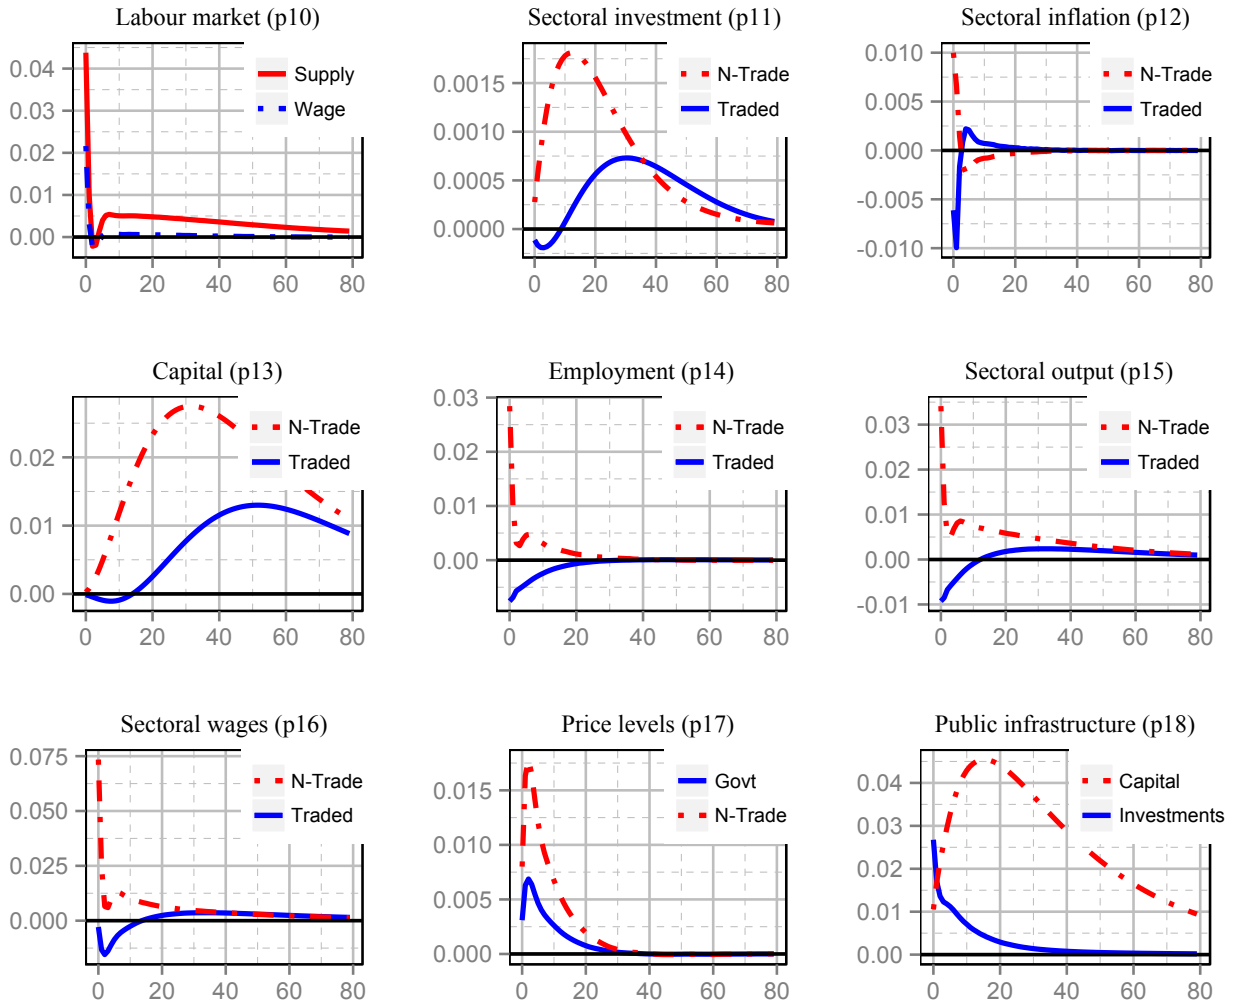 Labour market (p10)
0.04
0.03
0.02
0.01
0.00
0 20 40 60 80
Supply
Wage
Sectoral investment (p11)
0.0015
0.0010
0.0005
0.0000
0 20 40 60 80
N-Trade
Traded
Sectoral inflation (p12)
0.010
0.005
0.000
-0.005
-0.010
0 20 40 60 80
N-Trade
Traded
Capital (p13)
0.02
0.01
0.00
0 20 40 60 80
N-Trade
Traded
Employment (p14)
0.03
0.02
0.01
0.00
0 20 40 60 80
N-Trade
Traded
Sectoral output (p15)
0.03
0.02
0.01
0.00
-0.01
0 20 40 60 80
N-Trade
Traded
Sectoral wages (p16)
0.075
0.050
0.025
0.000
0 20 40 60 80
N-Trade
Traded
Price levels (p17)
0.015
0.010
0.005
0.000
0 20 40 60 80
Govt
N-Trade
Public infrastructure (p18)
0.04
0.03
0.02
0.01
0.00
0 20 40 60 80
Capital
Investments